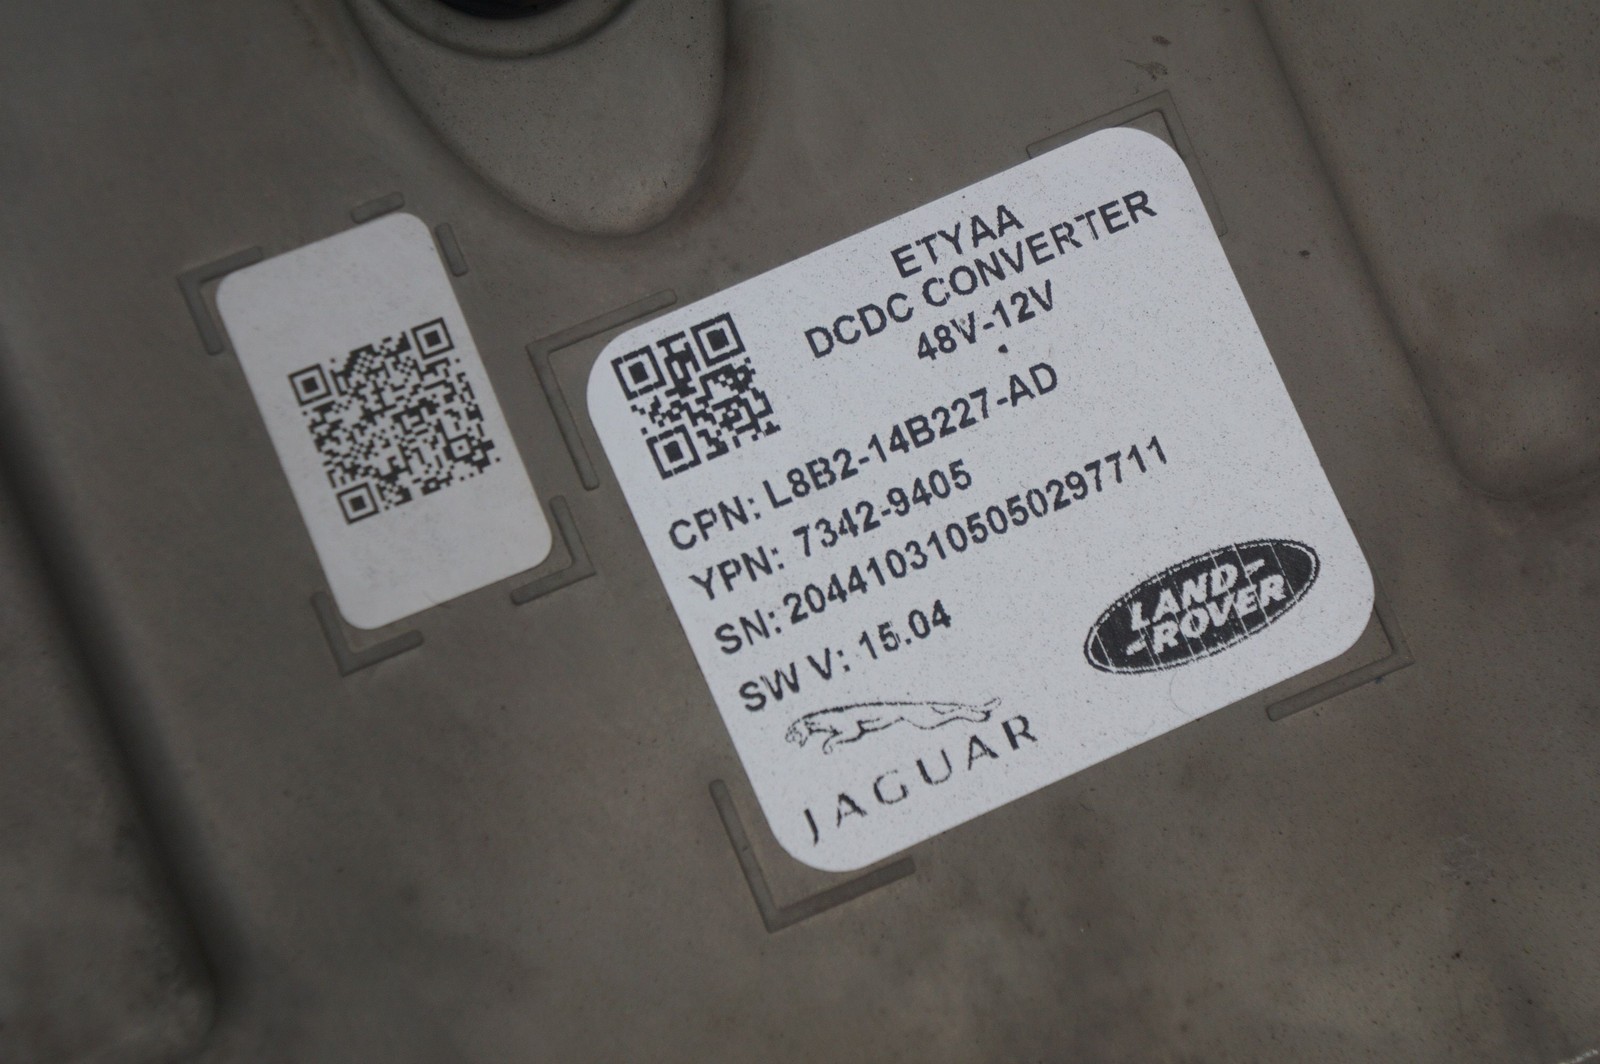 ETYAA
DCDC CONVERTER
48V-12V
CPN: L8B2-14B227-AD
YPN: 7342-9405
SN: 2044103105050297711
SW V: 15.04
LAND-
-ROVER
JAGUAR